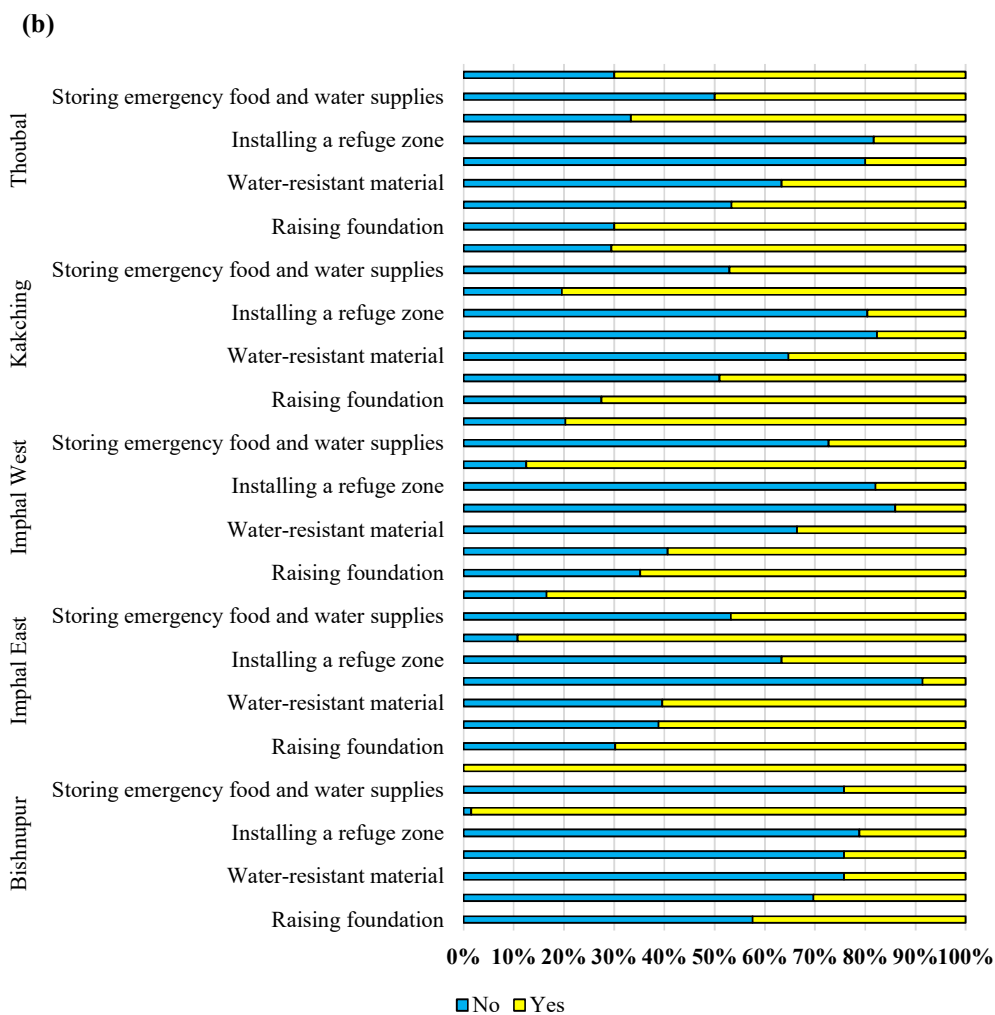 (b)
Thoubal
Storing emergency food and water supplies
Installing a refuge zone
Water-resistant material
Raising foundation
Kakching
Storing emergency food and water supplies
Installing a refuge zone
Water-resistant material
Raising foundation
Imphal West
Storing emergency food and water supplies
Installing a refuge zone
Water-resistant material
Raising foundation
Imphal East
Storing emergency food and water supplies
Installing a refuge zone
Water-resistant material
Raising foundation
Bishnupur
Storing emergency food and water supplies
Installing a refuge zone
Water-resistant material
Raising foundation
0% 10% 20% 30% 40% 50% 60% 70% 80% 90% 100%
No Yes